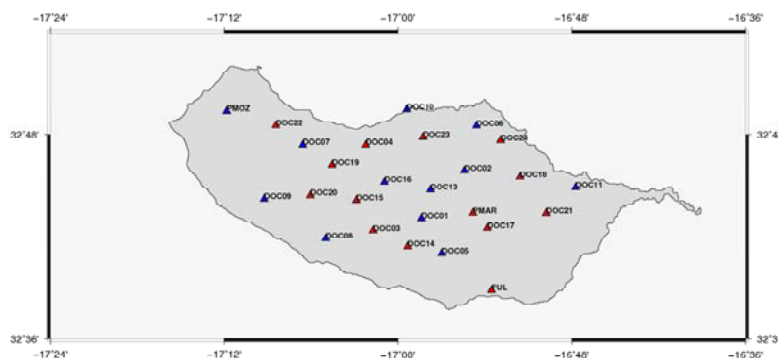 −17˚24' −17˚12' −17˚00' −16˚48' −16˚36'
DOC10
PMOZ
DOC22 DOC06
DOC23 DOC24
32˚48' DOC07 DOC04
DOC19
DOC02
DOC18
DOC16
DOC13 DOC11
DOC20
DOC09 DOC15
PMAR DOC21
DOC01
DOC17
DOC03
DOC08
DOC14
DOC05
32˚36'
−17˚24' −17˚12' −17˚00' −16˚48' −16˚36'